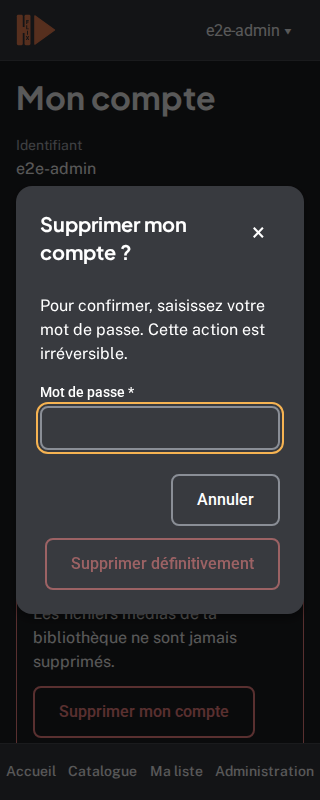 e2e-admin
Mon compte
Identifiant
e2e-admin
Supprimer mon
compte ?
Pour confirmer, saisissez votre
mot de passe. Cette action est
irréversible.
Mot de passe *
Annuler
Supprimer définitivement
Les fichiers médias de la
bibliothèque ne sont jamais
supprimés.
Supprimer mon compte
Accueil Catalogue Ma liste Administration